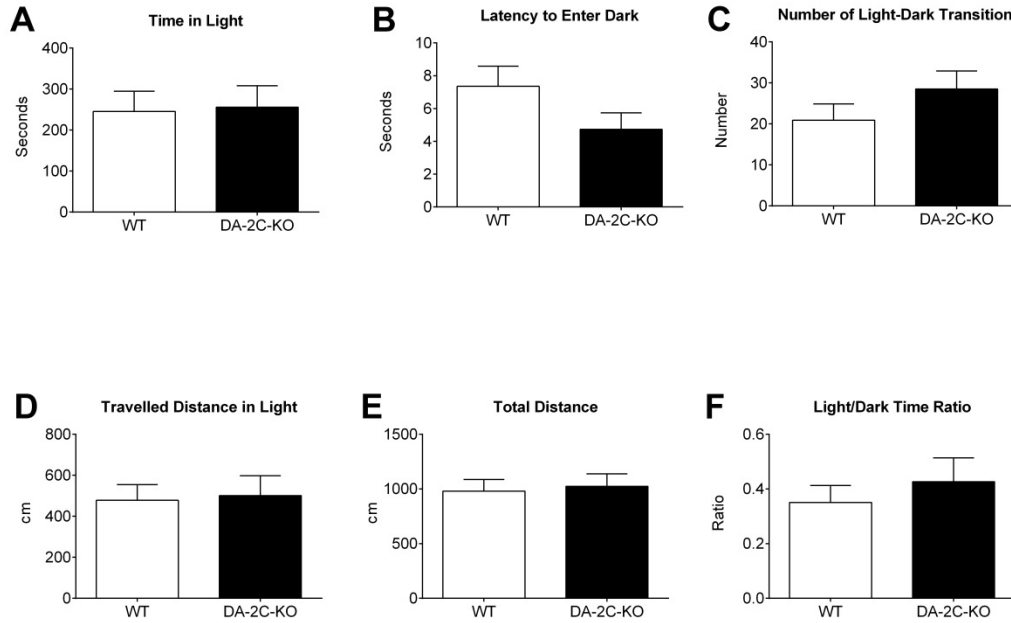 A
Time in Light
Seconds
400
300
200
100
0
WT
DA-2C-KO
B
Latency to Enter Dark
Seconds
10
8
6
4
2
0
WT
DA-2C-KO
C
Number of Light-Dark Transition
Number
40
30
20
10
0
WT
DA-2C-KO
D
Travelled Distance in Light
cm
800
600
400
200
0
WT
DA-2C-KO
E
Total Distance
cm
1500
1000
500
0
WT
DA-2C-KO
F
Light/Dark Time Ratio
Ratio
0.6
0.4
0.2
0.0
WT
DA-2C-KO